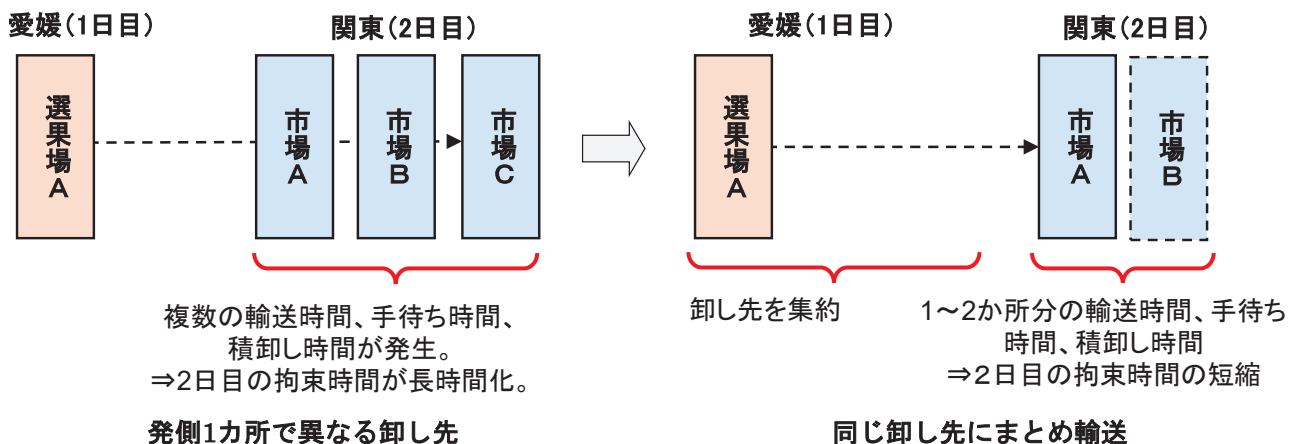 愛媛(1日目)
関東(2日目)
選果場A
市場A
市場B
市場C
複数の輸送時間、手待ち時間、
積卸し時間が発生。
⇒2日目の拘束時間が長時間化。
発側1カ所で異なる卸し先
愛媛(1日目)
関東(2日目)
選果場A
市場A
市場B
卸し先を集約
1～2か所分の輸送時間、手待ち
時間、積卸し時間
⇒2日目の拘束時間の短縮
同じ卸し先にまとめ輸送